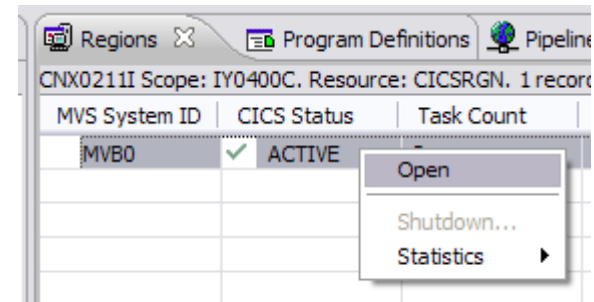 Regions Program Definitions Pipeline
CNX0211I Scope: IY0400C. Resource: CICSRGN. 1 recor
MVS System ID CICS Status Task Count
MVB0 ACTIVE
Open
Shutdown...
Statistics